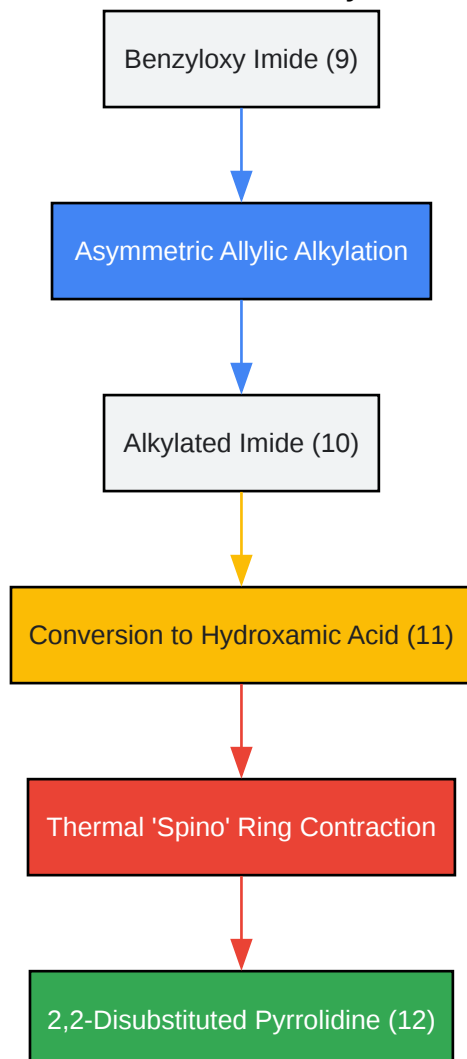 Benzyloxy Imide (9)
Asymmetric Allylic Alkylation
Alkylated Imide (10)
Conversion to Hydroxamic Acid (11)
Thermal 'Spino' Ring Contraction
2,2-Disubstituted Pyrrolidine (12)